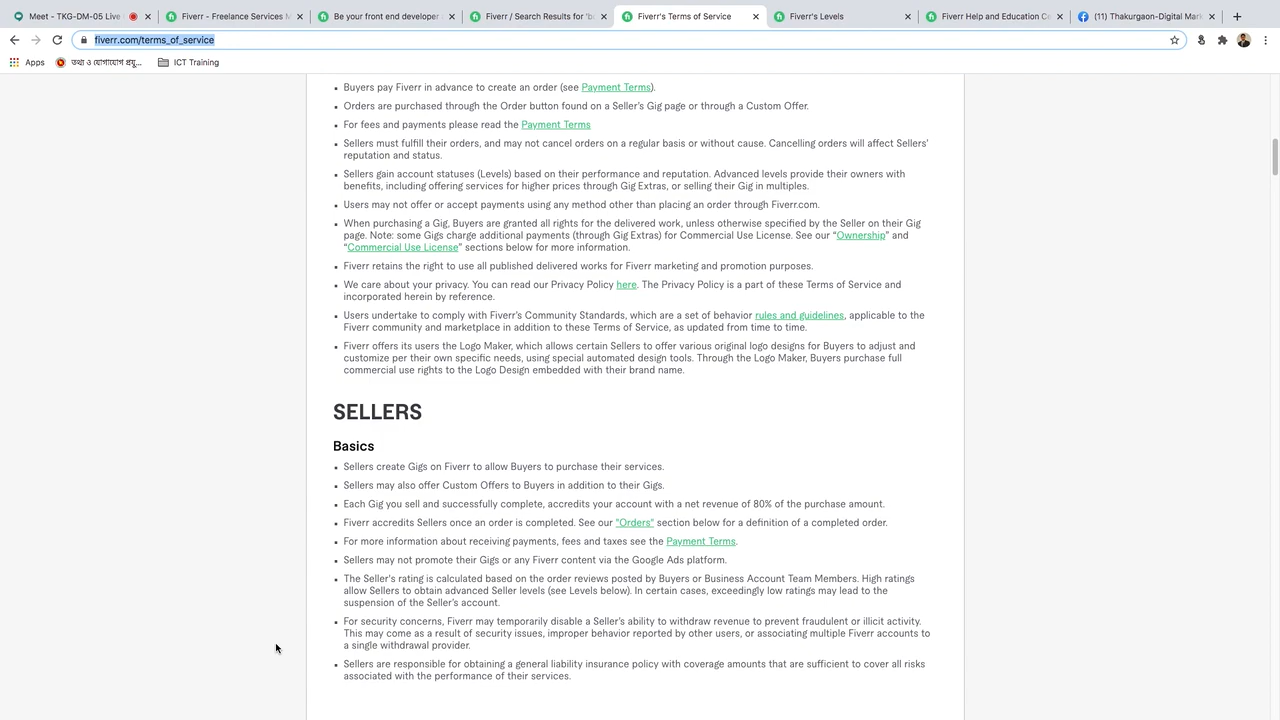 Meet - TKG-DM-05 Live
Fiverr - Freelance Services M
Be your front end developer
Fiverr / Search Results for 'b
Fiverr's Terms of Service
Fiverr's Levels
Fiverr Help and Education C
(11) Thakurgaon-Digital Mar
fiverr.com/terms_of_service
Apps
তথ্য ও যোগাযোগ প্রযু...
ICT Training
Buyers pay Fiverr in advance to create an order (see Payment Terms).
Orders are purchased through the Order button found on a Seller's Gig page or through a Custom Offer.
For fees and payments please read the Payment Terms
Sellers must fulfill their orders, and may not cancel orders on a regular basis or without cause. Cancelling orders will affect Sellers'
reputation and status.
Sellers gain account statuses (Levels) based on their performance and reputation. Advanced levels provide their owners with
benefits, including offering services for higher prices through Gig Extras, or selling their Gig in multiples.
Users may not offer or accept payments using any method other than placing an order through Fiverr.com.
When purchasing a Gig, Buyers are granted all rights for the delivered work, unless otherwise specified by the Seller on their Gig
page. Note: some Gigs charge additional payments (through Gig Extras) for Commercial Use License. See our “Ownership” and
“Commercial Use License” sections below for more information.
Fiverr retains the right to use all published delivered works for Fiverr marketing and promotion purposes.
We care about your privacy. You can read our Privacy Policy here. The Privacy Policy is a part of these Terms of Service and
incorporated herein by reference.
Users undertake to comply with Fiverr's Community Standards, which are a set of behavior rules and guidelines, applicable to the
Fiverr community and marketplace in addition to these Terms of Service, as updated from time to time.
Fiverr offers its users the Logo Maker, which allows certain Sellers to offer various original logo designs for Buyers to adjust and
customize per their own specific needs, using special automated design tools. Through the Logo Maker, Buyers purchase full
commercial use rights to the Logo Design embedded with their brand name.
SELLERS
Basics
Sellers create Gigs on Fiverr to allow Buyers to purchase their services.
Sellers may also offer Custom Offers to Buyers in addition to their Gigs.
Each Gig you sell and successfully complete, accredits your account with a net revenue of 80% of the purchase amount.
Fiverr accredits Sellers once an order is completed. See our "Orders" section below for a definition of a completed order.
For more information about receiving payments, fees and taxes see the Payment Terms.
Sellers may not promote their Gigs or any Fiverr content via the Google Ads platform.
The Seller's rating is calculated based on the order reviews posted by Buyers or Business Account Team Members. High ratings
allow Sellers to obtain advanced Seller levels (see Levels below). In certain cases, exceedingly low ratings may lead to the
suspension of the Seller's account.
For security concerns, Fiverr may temporarily disable a Seller's ability to withdraw revenue to prevent fraudulent or illicit activity.
This may come as a result of security issues, improper behavior reported by other users, or associating multiple Fiverr accounts to
a single withdrawal provider.
Sellers are responsible for obtaining a general liability insurance policy with coverage amounts that are sufficient to cover all risks
associated with the performance of their services.